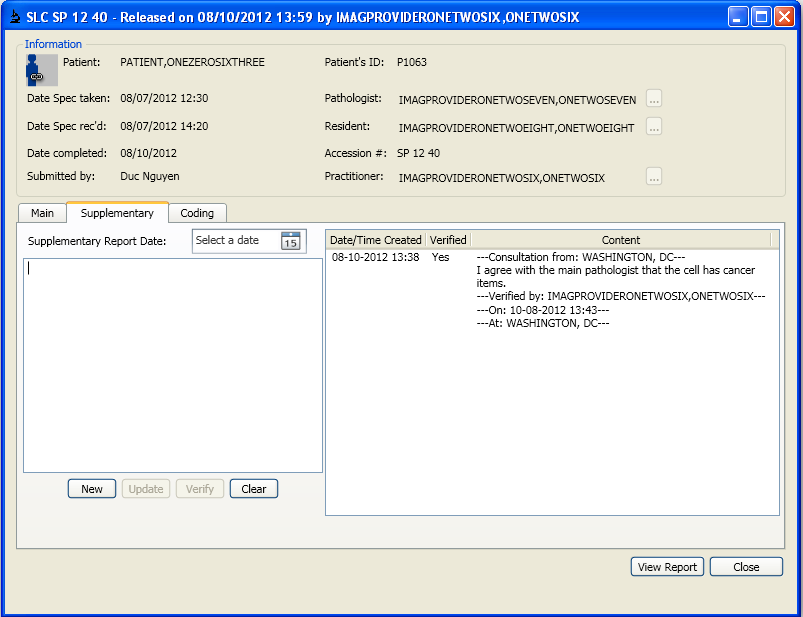 SLC SP 12 40 - Released on 08/10/2012 13:59 by IMAGPROVIDERONETWOSIX,ONETWOSIX
Information
Patient: PATIENT,ONEZEROSIXTHREE Patient's ID: P1063
Date Spec taken: 08/07/2012 12:30 Pathologist: IMAGPROVIDERONETWOSEVEN,ONETWOSEVEN ...
Date Spec rec'd: 08/07/2012 14:20 Resident: IMAGPROVIDERONETWOEIGHT,ONETWOEIGHT ...
Date completed: 08/10/2012 Accession #: SP 12 40
Submitted by: Duc Nguyen Practitioner: IMAGPROVIDERONETWOSIX,ONETWOSIX ...
Main Supplementary Coding
Supplementary Report Date: Select a date 15
Date/Time Created Verified Content
08-10-2012 13:38 Yes ---Consultation from: WASHINGTON, DC---
I agree with the main pathologist that the cell has cancer
items.
---Verified by: IMAGPROVIDERONETWOSIX,ONETWOSIX---
---On: 10-08-2012 13:43---
---At: WASHINGTON, DC---
New Update Verify Clear
View Report Close